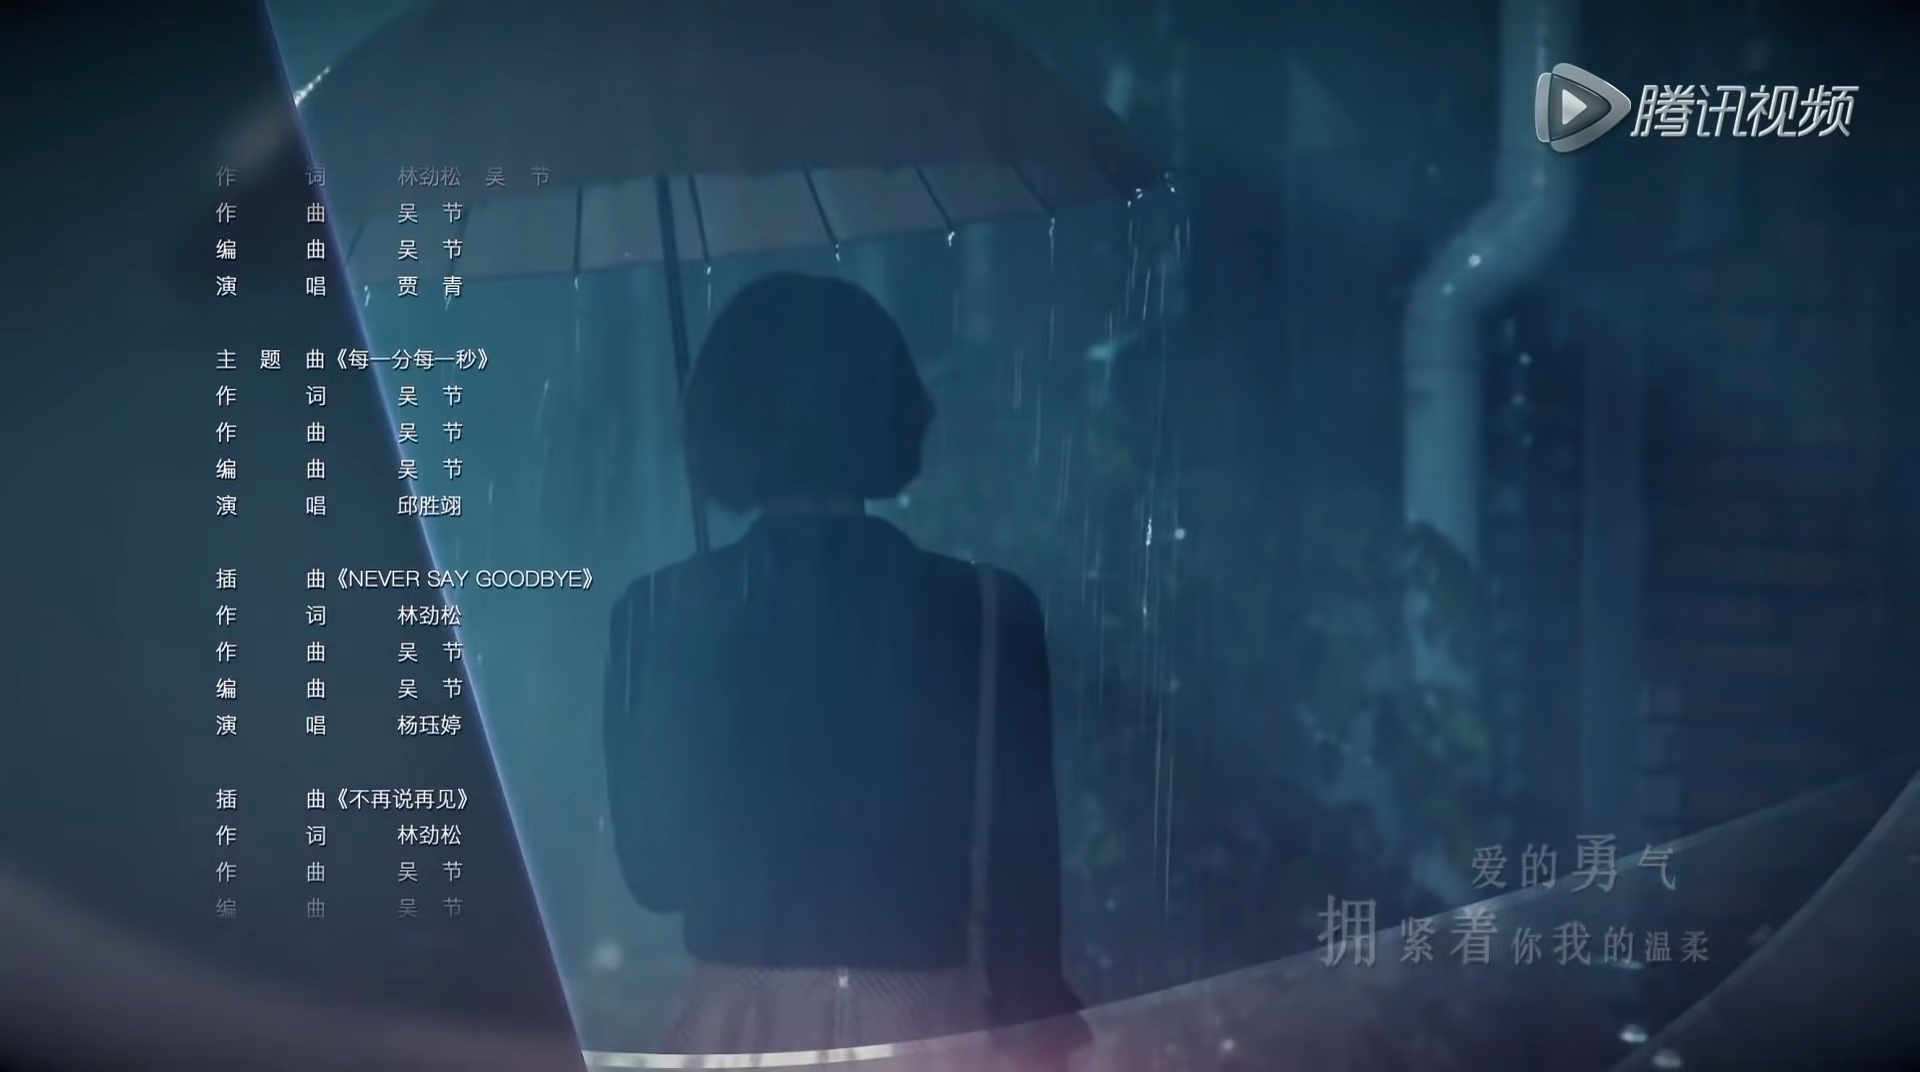 腾讯视频
作 词 林劲松 吴 节
作 曲 吴 节
编 曲 吴 节
演 唱 贾 青
主 题 曲《每一分每一秒》
作 词 吴 节
作 曲 吴 节
编 曲 吴 节
演 唱 邱胜翊
插 曲《NEVER SAY GOODBYE》
作 词 林劲松
作 曲 吴 节
编 曲 吴 节
演 唱 杨珏婷
插 曲《不再说再见》
作 词 林劲松
作 曲 吴 节
编 曲 吴 节
爱的勇气
拥紧着你我的温柔